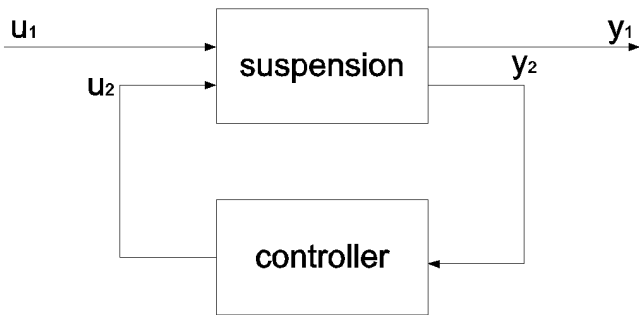 u1
y1
suspension
u2
y2
controller